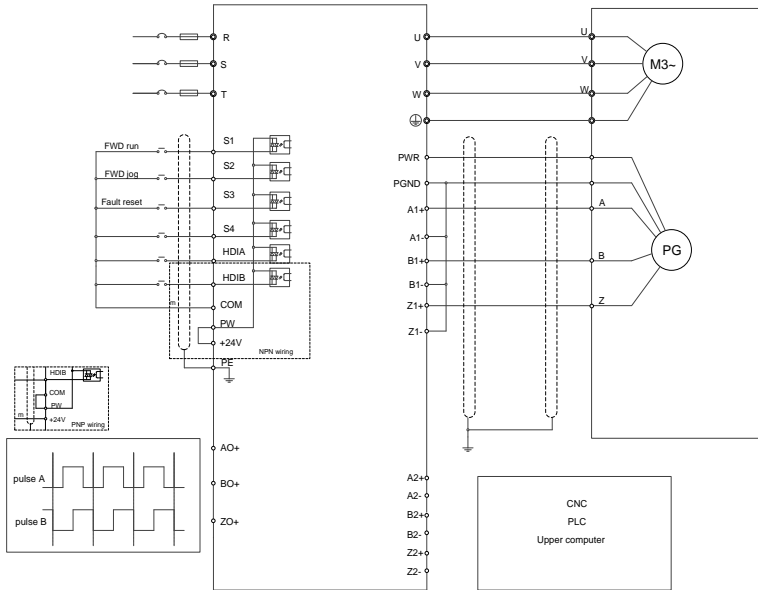 R
S
T
S1
FWD run
S2
FWD jog
S3
Fault reset
S4
HDIA
HDIB
m
COM
PW
+24V
NPN wiring
PE
HDIB
COM
PW
m
+24V
PNP wiring
pulse A
pulse B
AO+
BO+
ZO+
U
V
W
PWR
PGND
A1+
A1-
B1+
B1-
Z1+
Z1-
A2+
A2-
B2+
B2-
Z2+
Z2-
U
V
W
M3~
A
B
Z
PG
CNC
PLC
Upper computer